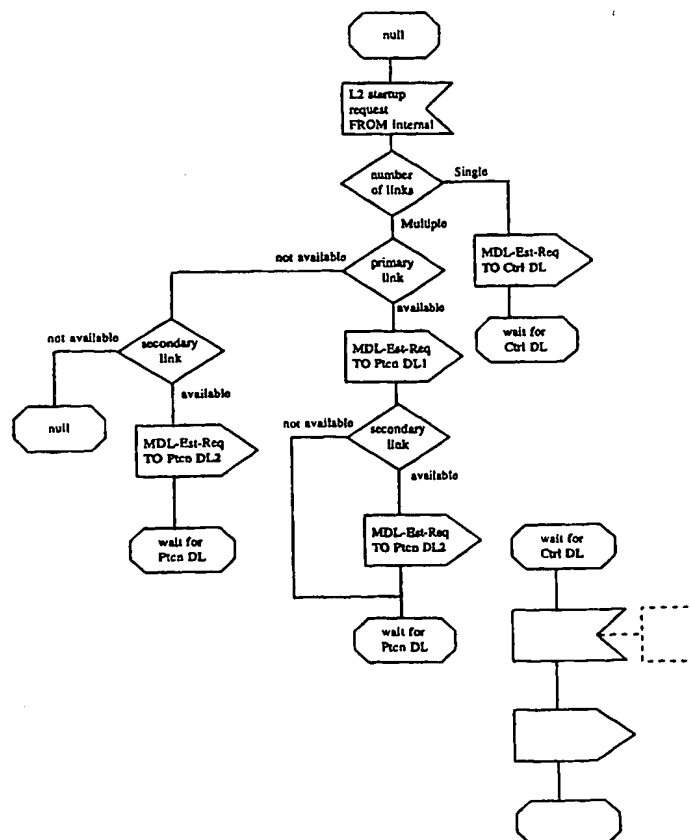 null
L2 startup
request
FROM Internal
number
of links
Single
Multiple
not available
primary
link
MDL-Est-Req
TO Ctrl DL
available
not available
secondary
link
MDL-Est-Req
TO Ptcn DL1
wait for
Ctrl DL
available
null
MDL-Est-Req
TO Ptcn DL2
not available
secondary
link
available
wait for
Ptcn DL
MDL-Est-Req
TO Ptcn DL2
wait for
Ctrl DL
wait for
Ptcn DL